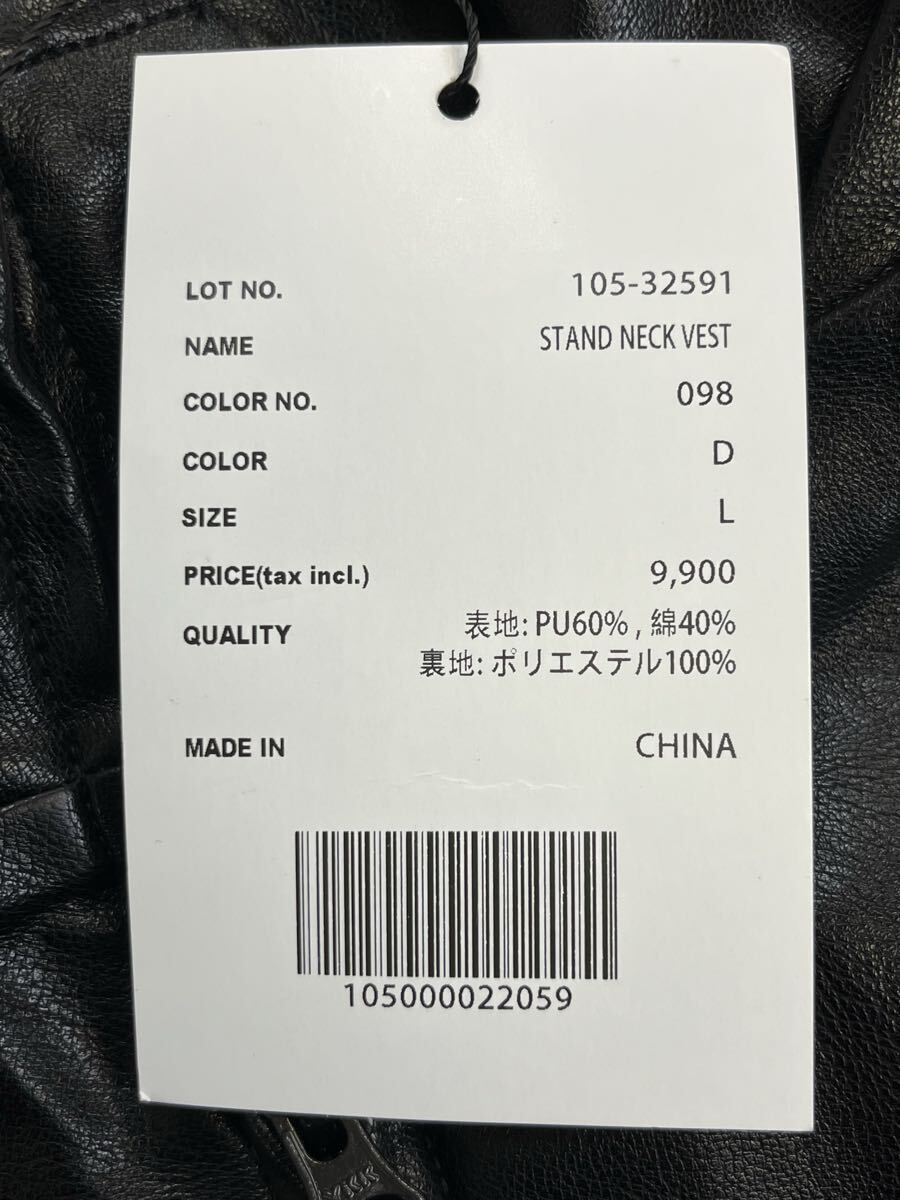 LOT NO. 105-32591
NAME STAND NECK VEST
COLOR NO. 098
COLOR D
SIZE L
PRICE(tax incl.) 9,900
QUALITY 表地: PU60% , 綿40%
裏地: ポリエステル100%
MADE IN CHINA
105000022059
YKK